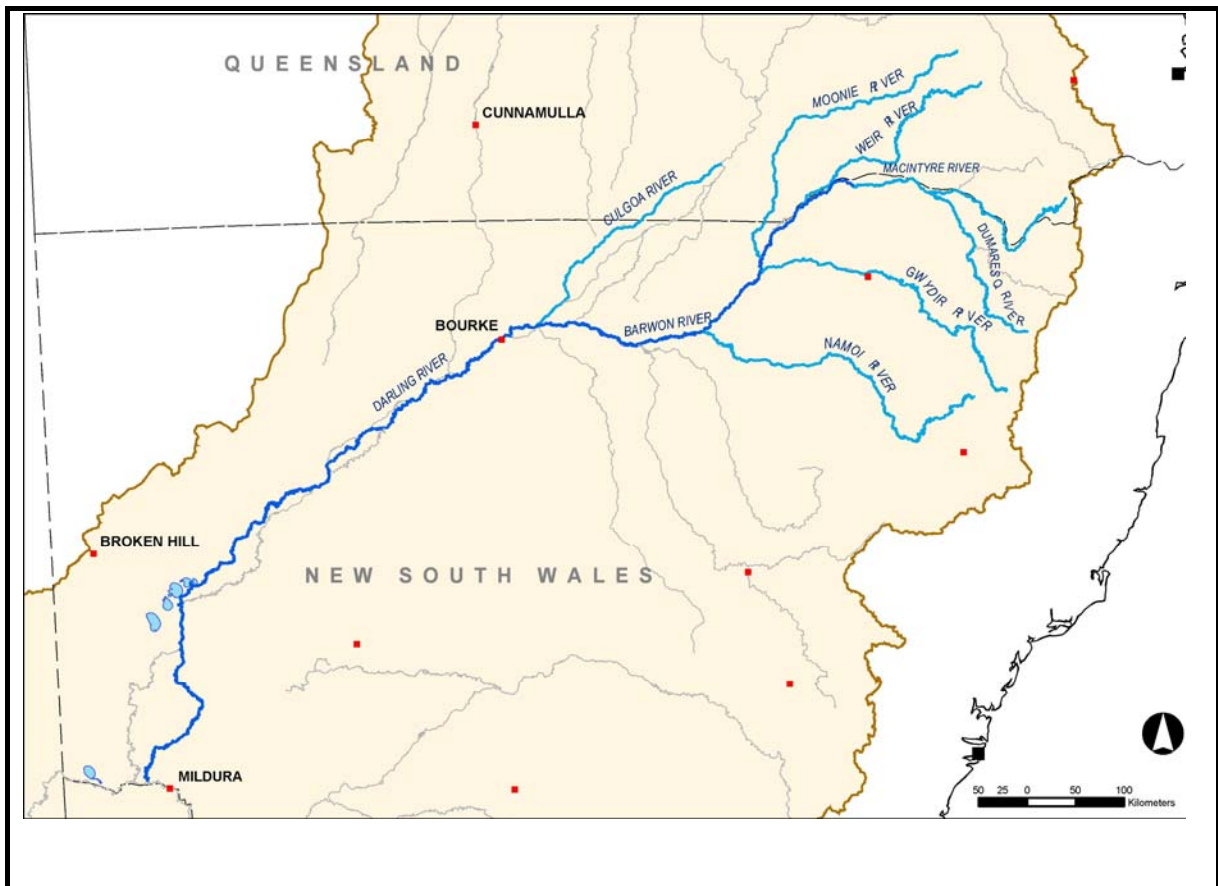 QUEENSLAND
CUNNAMULLA
MOONIE RIVER
WEIR RIVER
MACINTYRE RIVER
CULGOA RIVER
DUMARESQ RIVER
GWYDIR RIVER
BOURKE
BARWON RIVER
NAMOI RIVER
DARLING RIVER
BROKEN HILL
NEW SOUTH WALES
MILDURA
50 25 0 50 100
Kilometers